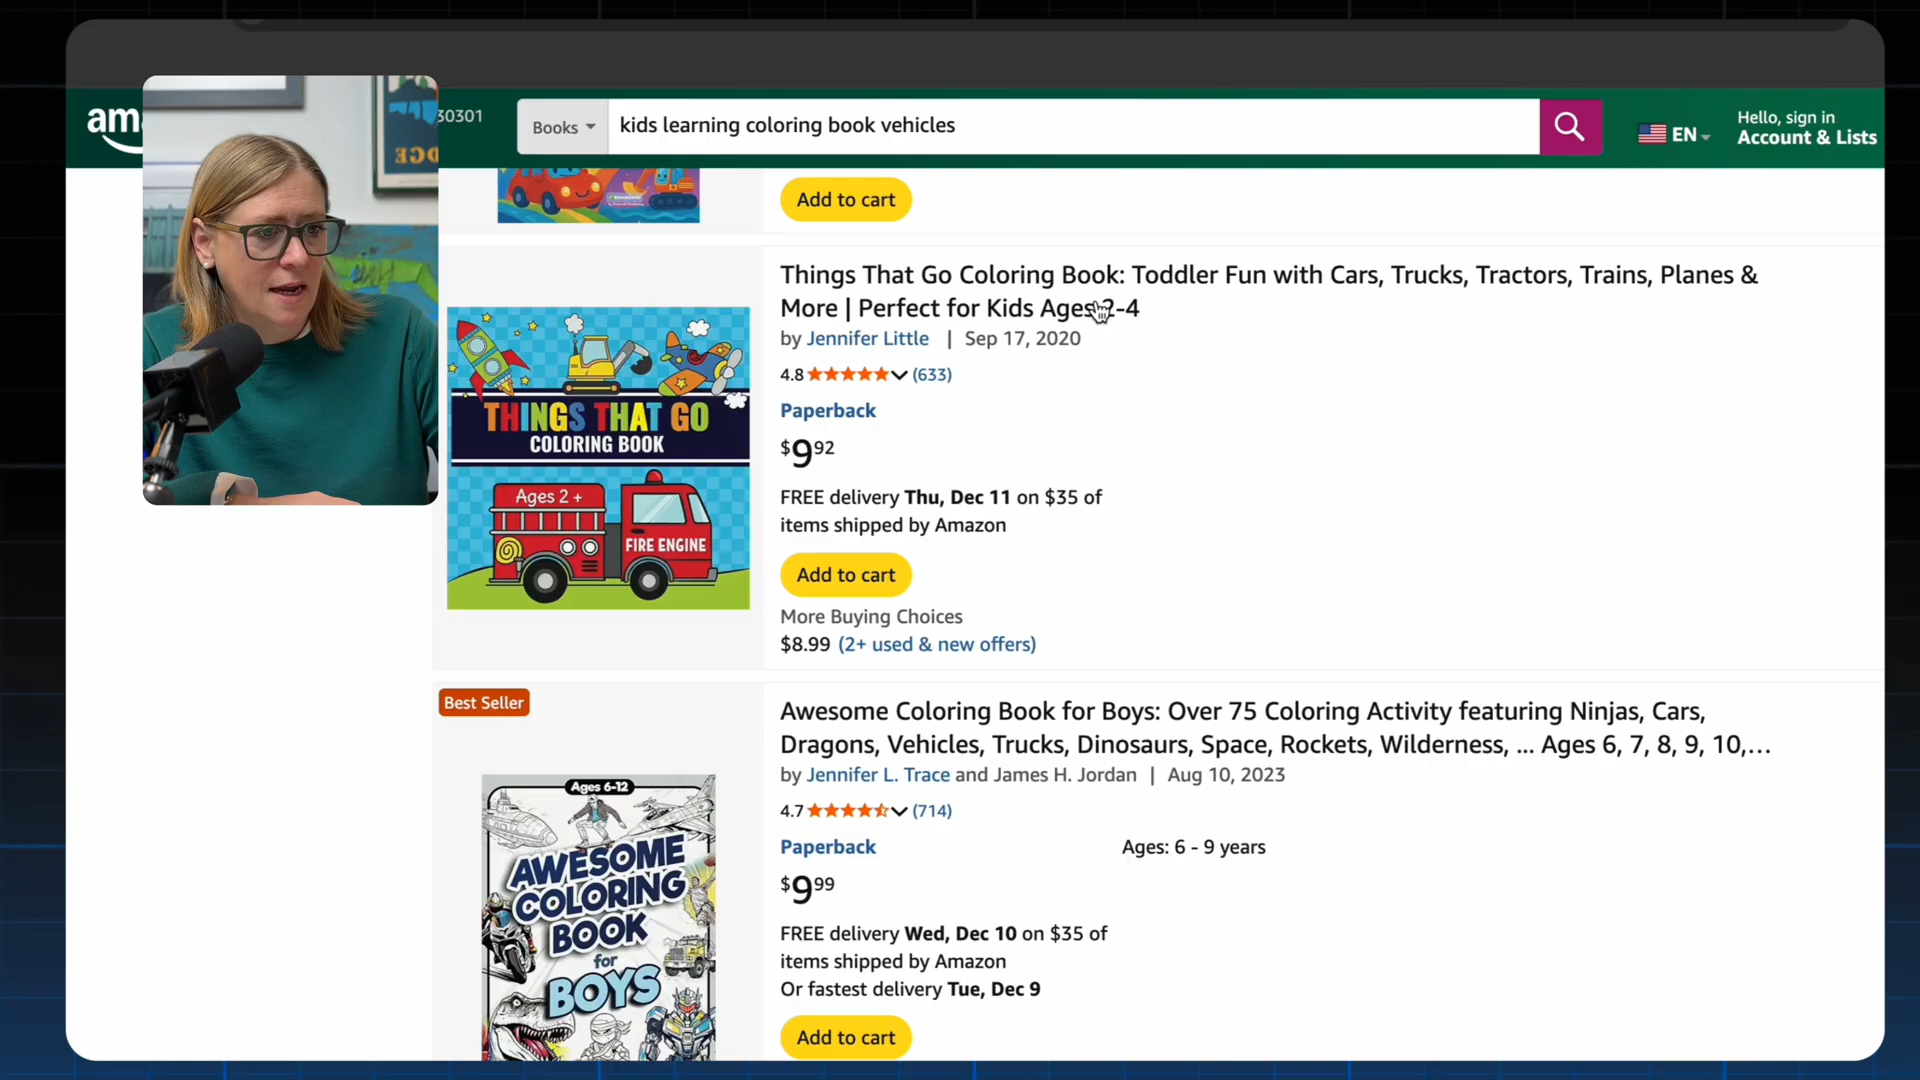 am
30301
Books
kids learning coloring book vehicles
EN
Hello, sign in
Account & Lists
Add to cart
Things That Go Coloring Book: Toddler Fun with Cars, Trucks, Tractors, Trains, Planes &
More | Perfect for Kids Ages 2-4
by Jennifer Little | Sep 17, 2020
4.8 (633)
Paperback
$9 92
FREE delivery Thu, Dec 11 on $35 of
items shipped by Amazon
Add to cart
More Buying Choices
$8.99 (2+ used & new offers)
THINGS THAT GO
COLORING BOOK
Ages 2 +
FIRE ENGINE
Best Seller
Awesome Coloring Book for Boys: Over 75 Coloring Activity featuring Ninjas, Cars,
Dragons, Vehicles, Trucks, Dinosaurs, Space, Rockets, Wilderness, ... Ages 6, 7, 8, 9, 10,...
by Jennifer L. Trace and James H. Jordan | Aug 10, 2023
4.7 (714)
Paperback
Ages: 6 - 9 years
$9 99
FREE delivery Wed, Dec 10 on $35 of
items shipped by Amazon
Or fastest delivery Tue, Dec 9
Add to cart
Ages 6-12
AWESOME
COLORING
BOOK
for
BOYS